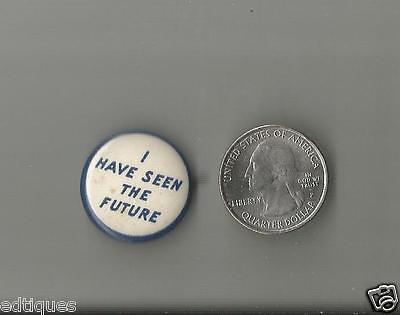 I
HAVE SEEN
THE
FUTURE
UNITED STATES OF AMERICA
LIBERTY
IN
GOD WE
TRUST
P
QUARTER DOLLAR
edtiques